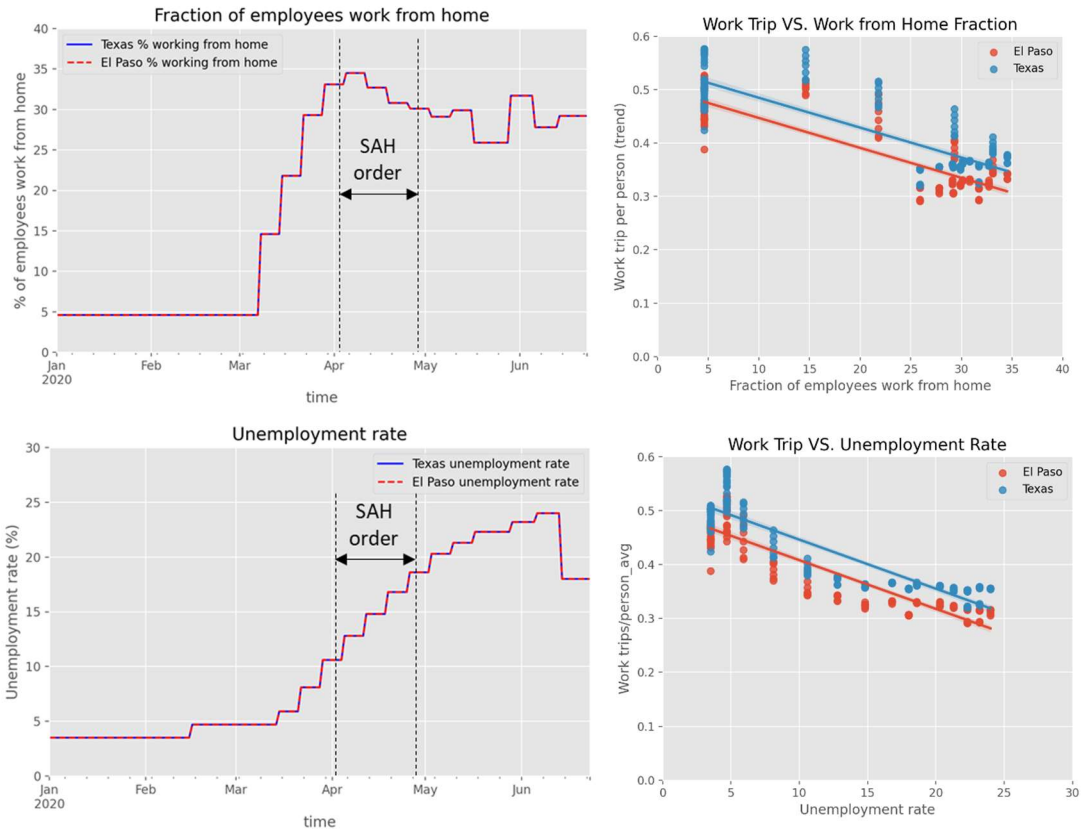 Fraction of employees work from home
40
35
30
25
20
15
10
5
0
% of employees work from home
Texas % working from home
El Paso % working from home
SAH
order
Jan
2020
Feb
Mar
Apr
May
Jun
time
Work Trip VS. Work from Home Fraction
0.6
0.5
0.4
0.3
0.2
0.1
0.0
Work trip per person (trend)
El Paso
Texas
0
5
10
15
20
25
30
35
40
Fraction of employees work from home
Unemployment rate
30
25
20
15
10
5
0
Unemployment rate (%)
Texas unemployment rate
El Paso unemployment rate
SAH
order
Jan
2020
Feb
Mar
Apr
May
Jun
time
Work Trip VS. Unemployment Rate
0.6
0.5
0.4
0.3
0.2
0.1
0.0
Work trips/person_avg
El Paso
Texas
0
5
10
15
20
25
30
Unemployment rate